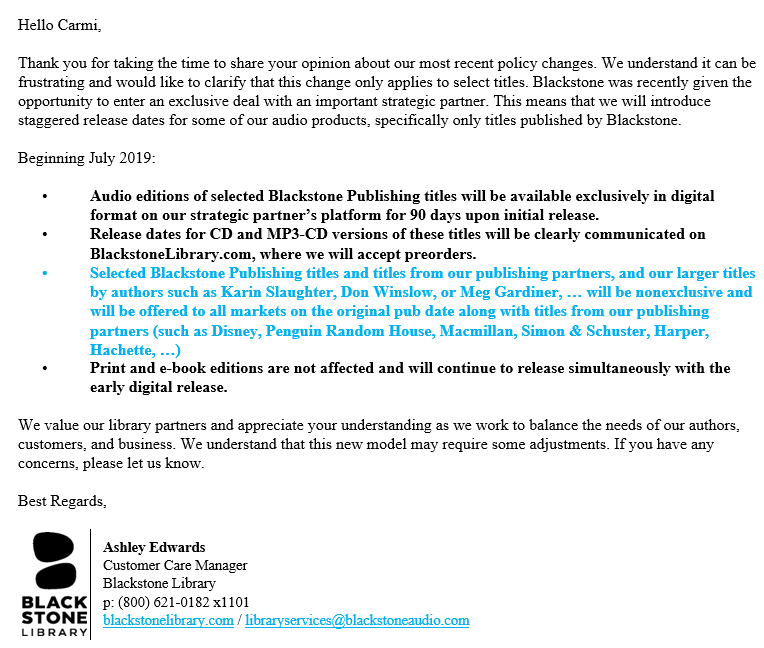 Hello Carmi,
Thank you for taking the time to share your opinion about our most recent policy changes. We understand it can be
frustrating and would like to clarify that this change only applies to select titles. Blackstone was recently given the
opportunity to enter an exclusive deal with an important strategic partner. This means that we will introduce
staggered release dates for some of our audio products, specifically only titles published by Blackstone.
Beginning July 2019:
• Audio editions of selected Blackstone Publishing titles will be available exclusively in digital
format on our strategic partner’s platform for 90 days upon initial release.
• Release dates for CD and MP3-CD versions of these titles will be clearly communicated on
BlackstoneLibrary.com, where we will accept preorders.
• Selected Blackstone Publishing titles and titles from our publishing partners, and our larger titles
by authors such as Karin Slaughter, Don Winslow, or Meg Gardiner, … will be nonexclusive and
will be offered to all markets on the original pub date along with titles from our publishing
partners (such as Disney, Penguin Random House, Macmillan, Simon & Schuster, Harper,
Hachette, …)
• Print and e-book editions are not affected and will continue to release simultaneously with the
early digital release.
We value our library partners and appreciate your understanding as we work to balance the needs of our authors,
customers, and business. We understand that this new model may require some adjustments. If you have any
concerns, please let us know.
Best Regards,
BLACK
STONE
LIBRARY
Ashley Edwards
Customer Care Manager
Blackstone Library
p: (800) 621-0182 x1101
blackstonelibrary.com / libraryservices@blackstoneaudio.com